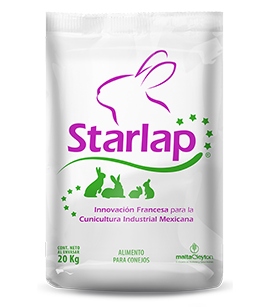 Starlap®
Innovación Francesa para la
Cunicultura Industrial Mexicana
CONT. NETO
AL ENVASAR
20 Kg
ALIMENTO
PARA CONEJOS
maltaCleyton